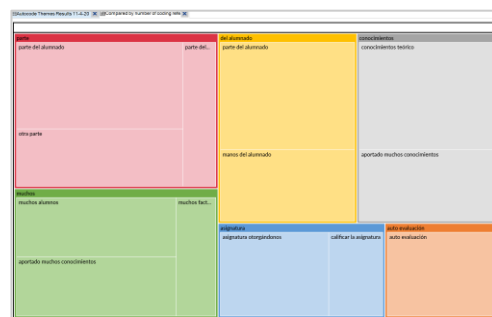 Autocode Themes Results 11-4-20
Compared by number of coding refe
parte
parte del alumnado
parte del...
otra parte
del alumnado
parte del alumnado
manos del alumnado
conocimientos
conocimientos teórico
aportado muchos conocimientos
muchos
muchos alumnos
muchos fact...
aportado muchos conocimientos
asignatura
asignatura otorgándonos
calificar la asignatura
auto evaluación
auto evaluación